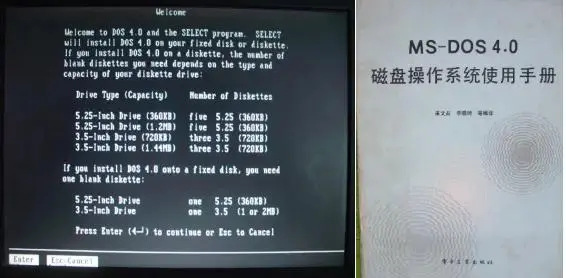 Welcome
Welcome to DOS 4.0 and the SELECT program.  SELECT
will install DOS 4.0 on your fixed disk or diskette.
If you install DOS 4.0 on a diskette, the number of
blank diskettes you need depends on the type and
capacity of your diskette drive:
Drive Type (Capacity)    Number of Diskettes
5.25-Inch Drive (360KB)    five  5.25 (360KB)
5.25-Inch Drive (1.2MB)    five  5.25 (360KB)
3.5-Inch Drive (720KB)    three 3.5  (720KB)
3.5-Inch Drive (1.44MB)    three 3.5  (720KB)
If you install DOS 4.0 onto a fixed disk, you need
one blank diskette:
5.25-Inch Drive    one  5.25 (360KB)
3.5-Inch Drive    one  3.5  (1 or 2MB)
Press Enter (↵) to continue or Esc to Cancel
Enter    Esc=Cancel
MS-DOS 4.0
磁盘操作系统使用手册
电子工业出版社